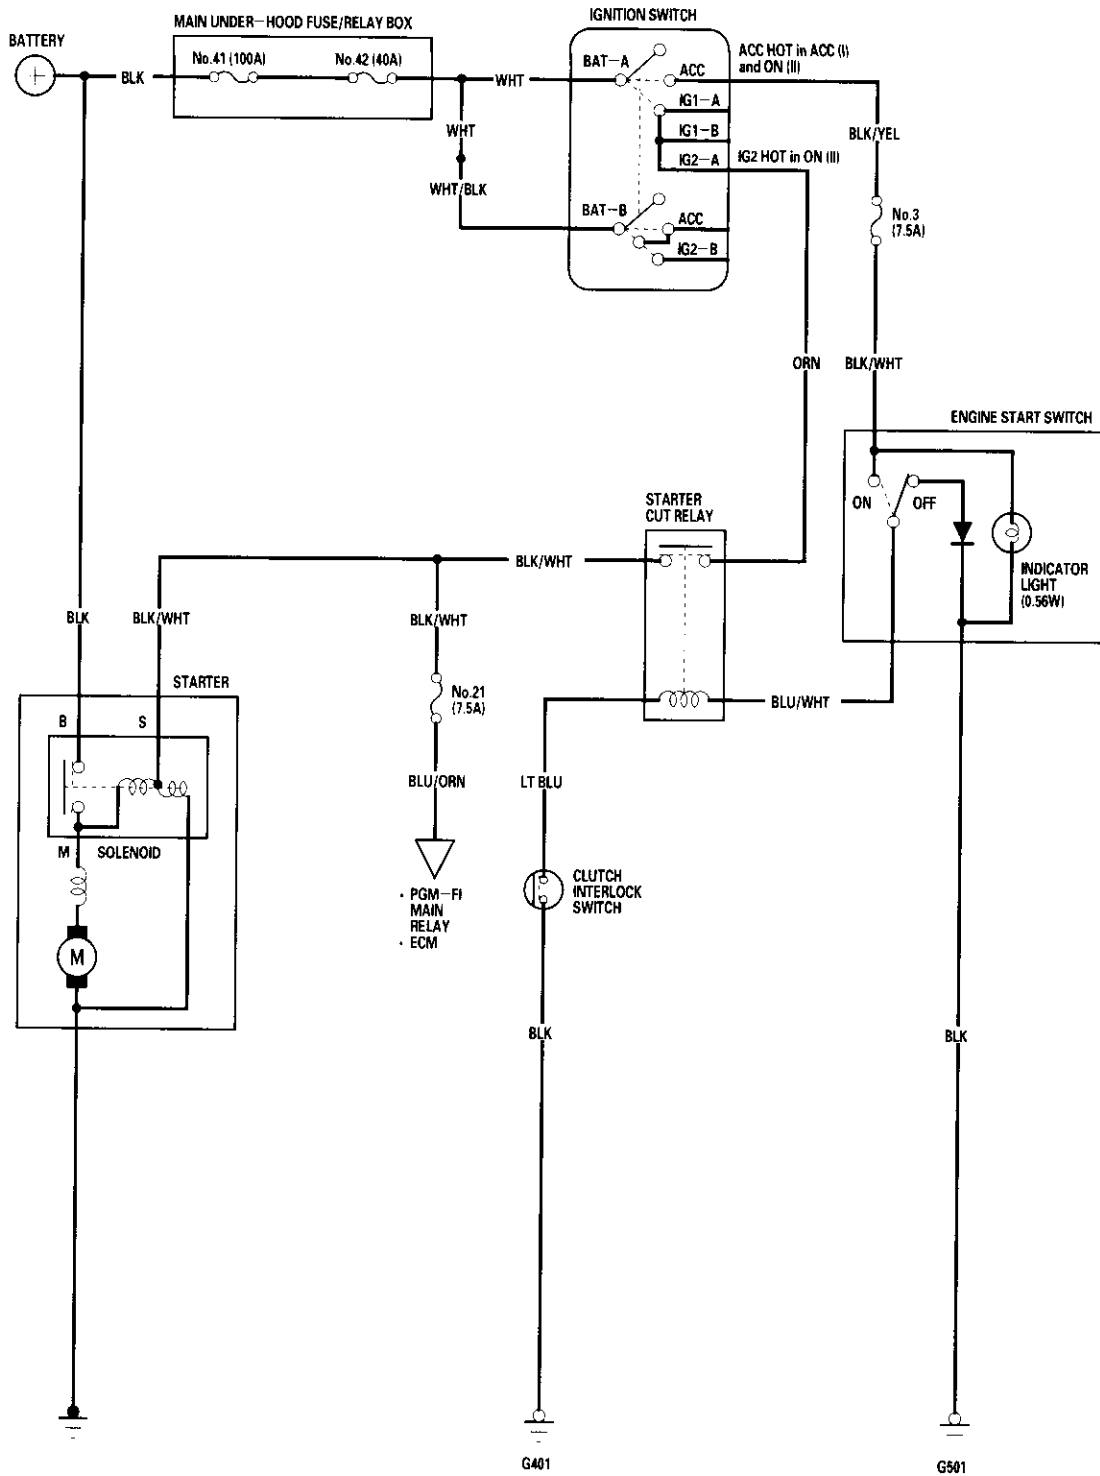 BATTERY
MAIN UNDER-HOOD FUSE/RELAY BOX
No.41 (100A)
No.42 (40A)
BLK
WHT
WHT
WHT/BLK
IGNITION SWITCH
BAT-A
ACC
IG1-A
IG1-B
IG2-A
BAT-B
ACC
IG2-B
ACC HOT in ACC (I)
and ON (II)
IG2 HOT in ON (II)
BLK/YEL
No.3
(7.5A)
ORN
BLK/WHT
ENGINE START SWITCH
ON
OFF
INDICATOR
LIGHT
(0.56W)
STARTER
CUT RELAY
BLK/WHT
BLK
BLK/WHT
BLK/WHT
BLU/WHT
STARTER
B
S
M
SOLENOID
M
No.21
(7.5A)
BLU/ORN
LT BLU
· PGM-FI
MAIN
RELAY
· ECM
CLUTCH
INTERLOCK
SWITCH
BLK
BLK
G401
G501